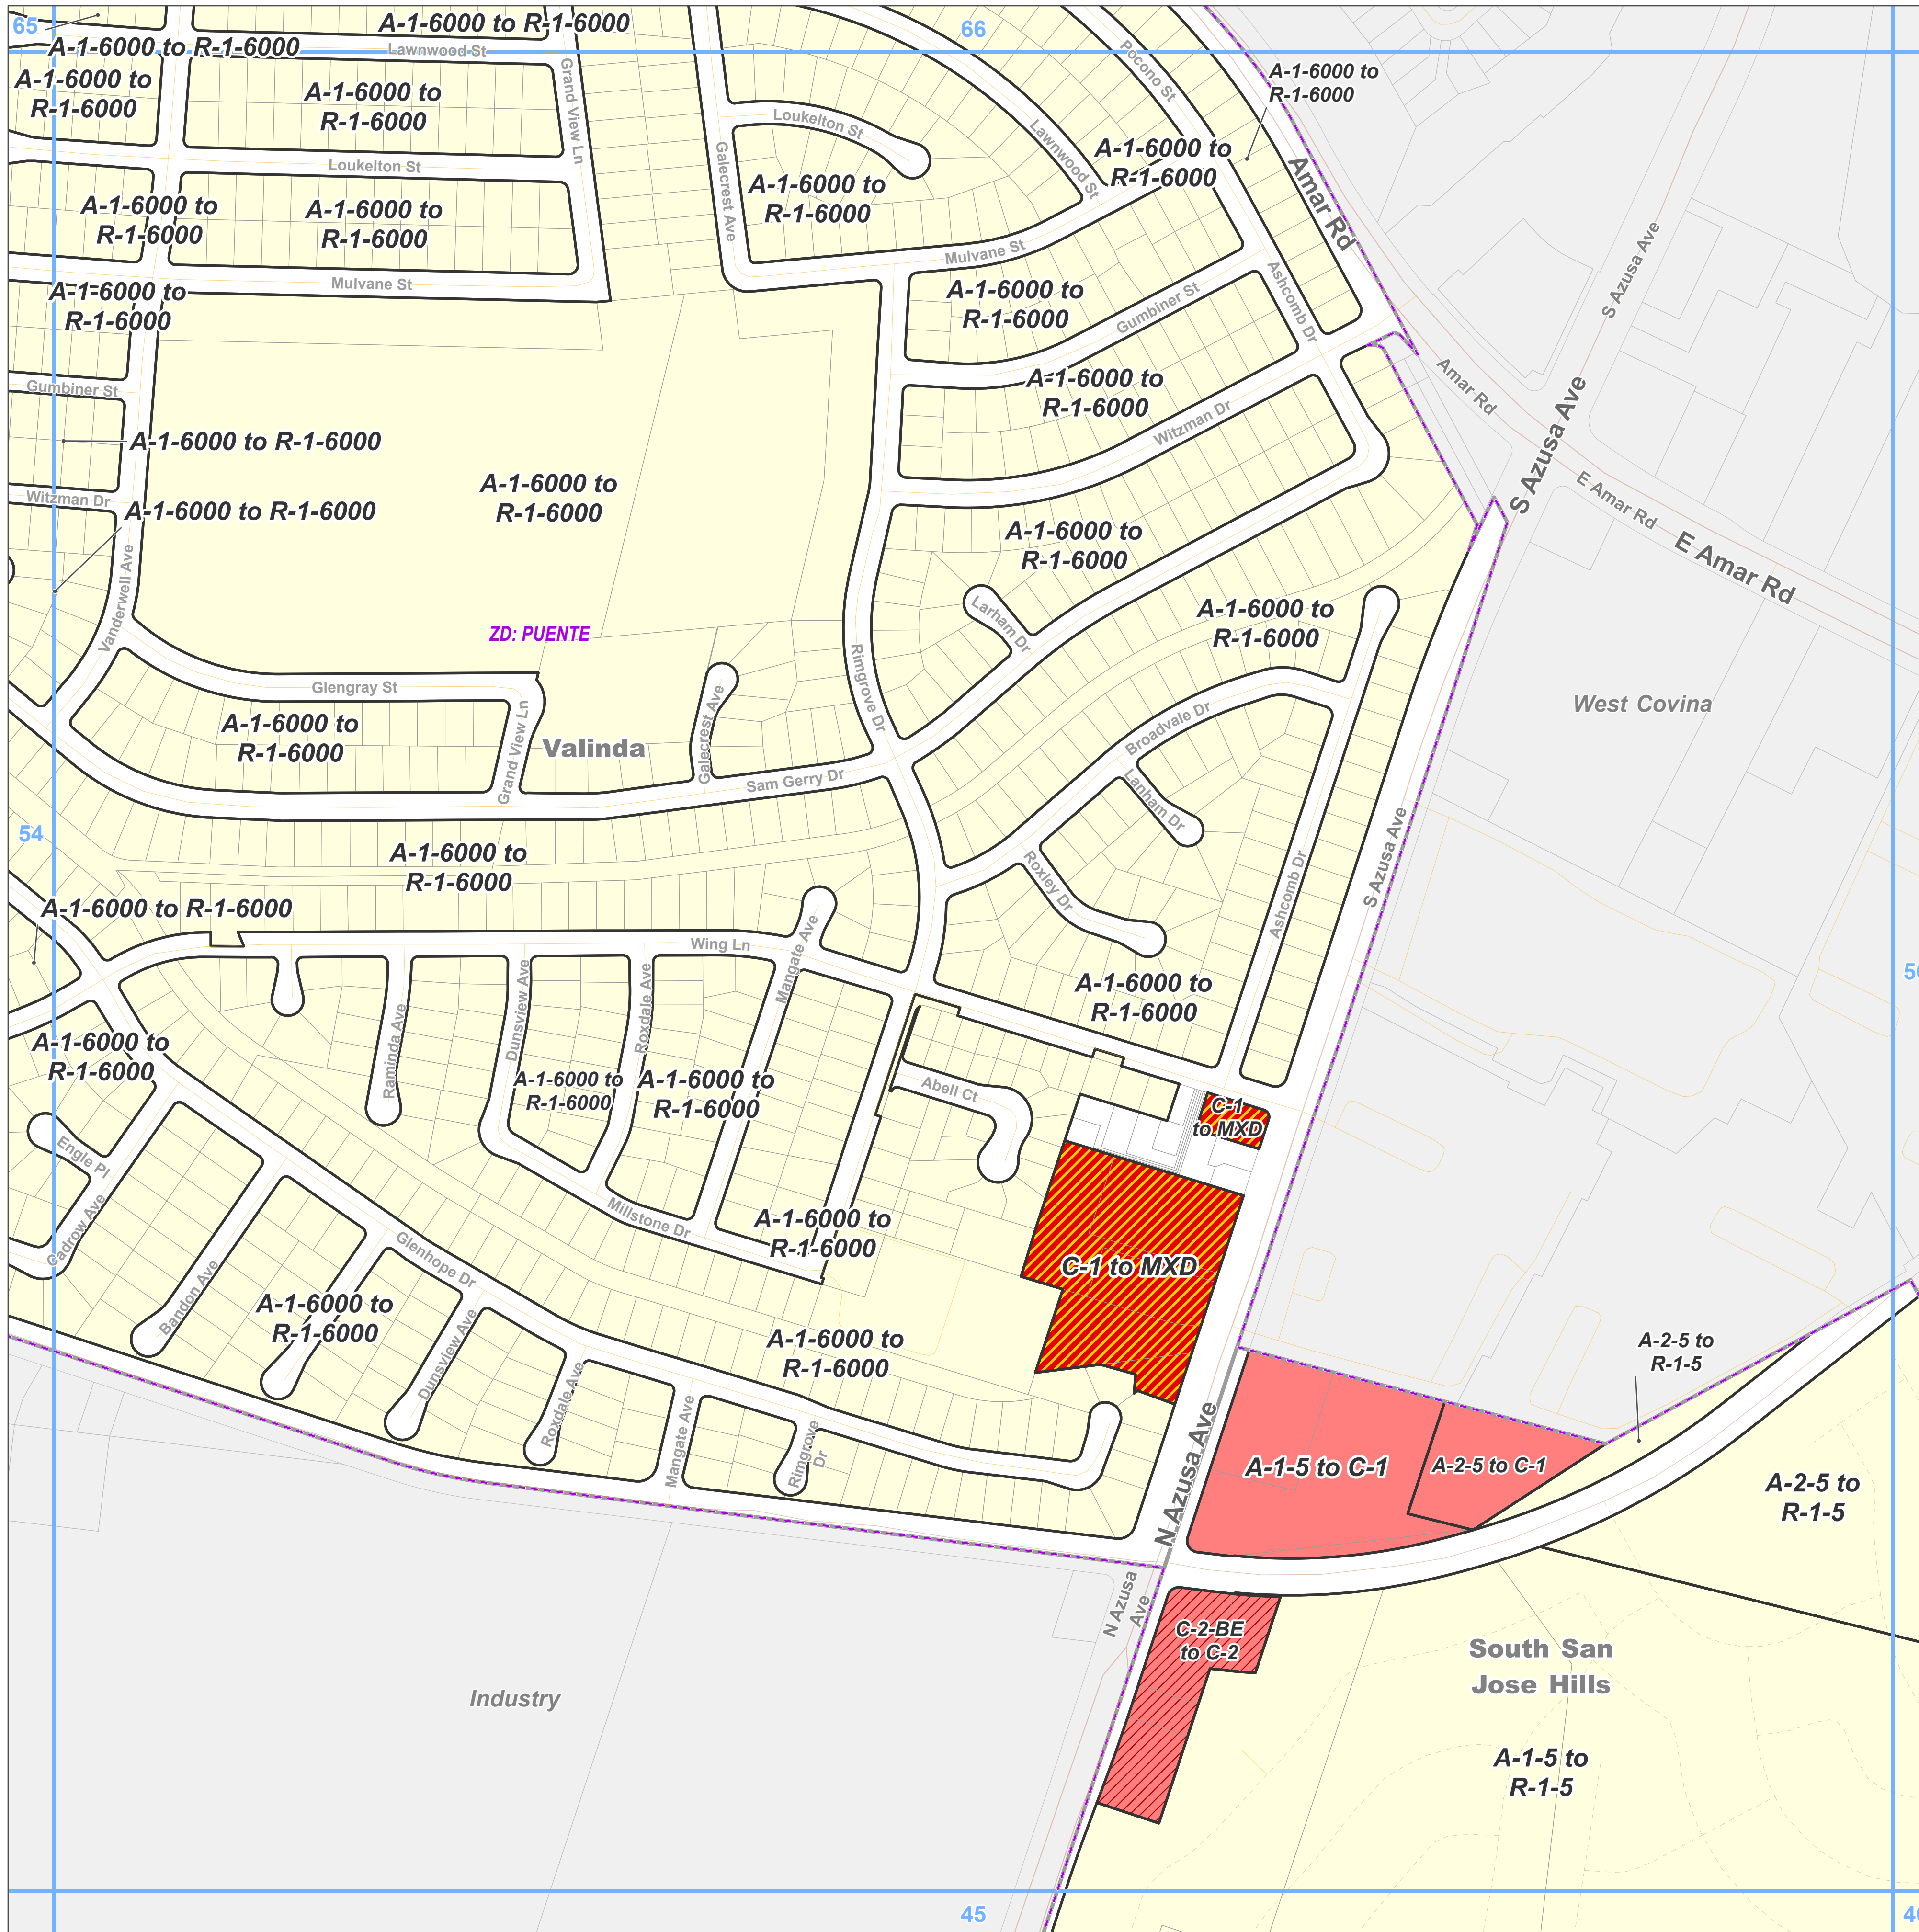 65
66
A-1-6000 to R-1-6000
A-1-6000 to R-1-6000
Lawnwood St
A-1-6000 to
R-1-6000
A-1-6000 to
R-1-6000
Grand View Ln
Loukelton St
Pocono St
A-1-6000 to
R-1-6000
Lawnwood St
A-1-6000 to
R-1-6000
Amar Rd
Loukelton St
Galecrest Ave
A-1-6000 to
R-1-6000
A-1-6000 to
R-1-6000
A-1-6000 to
R-1-6000
Mulvane St
Mulvane St
S Azusa Ave
A-1-6000 to
R-1-6000
A-1-6000 to
R-1-6000
Gumbiner St
Ashcomb Dr
Gumbiner St
A-1-6000 to
R-1-6000
Witzman Dr
Amar Rd
S Azusa Ave
A-1-6000 to R-1-6000
A-1-6000 to
R-1-6000
Witzman Dr
A-1-6000 to R-1-6000
A-1-6000 to
R-1-6000
E Amar Rd
E Amar Rd
Vanderwell Ave
Larham Dr
A-1-6000 to
R-1-6000
ZD: PUENTE
Rimgrove Dr
Glengray St
West Covina
A-1-6000 to
R-1-6000
Grand View Ln
Valinda
Galecrest Ave
Broadvale Dr
Sam Gerry Dr
Lanham Dr
54
S Azusa Ave
A-1-6000 to
R-1-6000
Roxley Dr
Ashcomb Dr
A-1-6000 to R-1-6000
Wing Ln
Mangate Ave
A-1-6000 to
R-1-6000
Raminda Ave
Dunsview Ave
Roxdale Ave
A-1-6000 to
R-1-6000
A-1-6000 to
R-1-6000
A-1-6000 to
R-1-6000
Abell Ct
C-1
to MXD
Engle Pl
Cadrow Ave
Millstone Dr
A-1-6000 to
R-1-6000
C-1 to MXD
Glenhope Dr
Bandon Ave
A-1-6000 to
R-1-6000
Dunsview Ave
A-1-6000 to
R-1-6000
A-2-5 to
R-1-5
Roxdale Ave
Mangate Ave
Rimgrove
Dr
N Azusa Ave
A-1-5 to C-1
A-2-5 to C-1
A-2-5 to
R-1-5
N Azusa
Ave
C-2-BE
to C-2
South San
Jose Hills
Industry
A-1-5 to
R-1-5
45